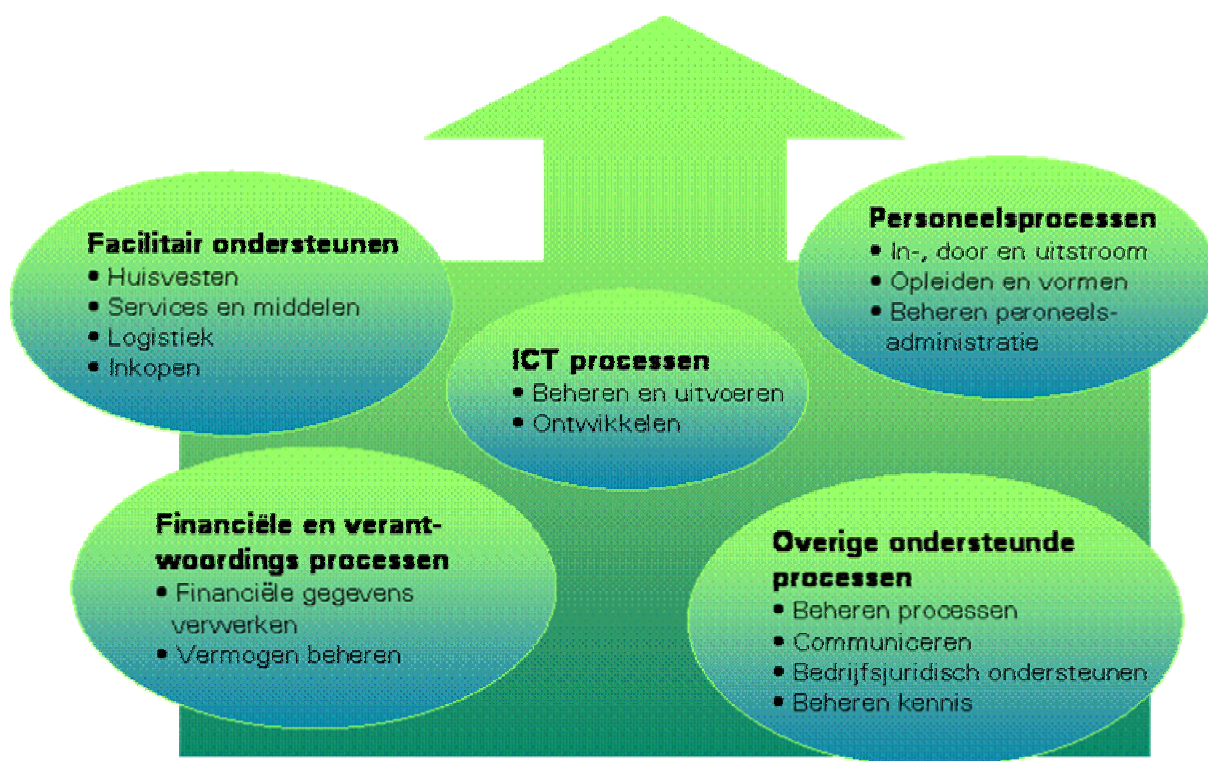 Facilitair ondersteunen
• Huisvesten
• Services en middelen
• Logistiek
• Inkopen
Personeelsprocessen
• In-, door en uitstroom
• Opleiden en vormen
• Beheren peroneels-
administratie
ICT processen
• Beheren en uitvoeren
• Ontwikkelen
Financiële en verant-
woordings processen
• Financiële gegevens
verwerken
• Vermogen beheren
Overige ondersteunde
processen
• Beheren processen
• Communiceren
• Bedrijfsjuridisch ondersteunen
• Beheren kennis